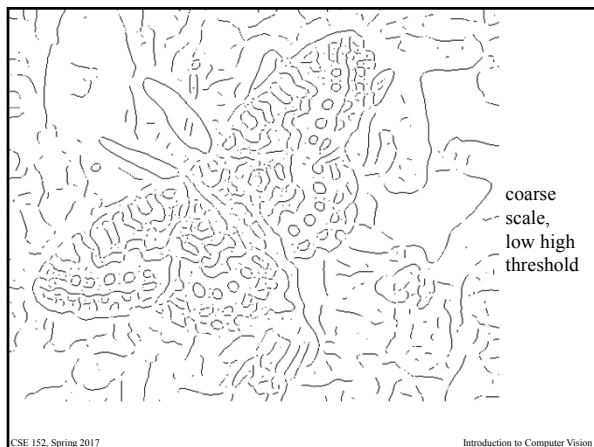 coarse
scale,
low high
threshold
CSE 152, Spring 2017
Introduction to Computer Vision